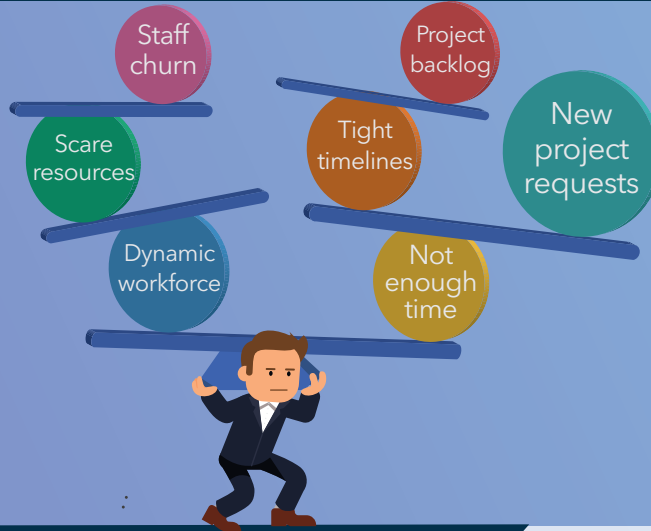 Staff
churn
Project
backlog
New
project
requests
Tight
timelines
Scare
resources
Dynamic
workforce
Not
enough
time